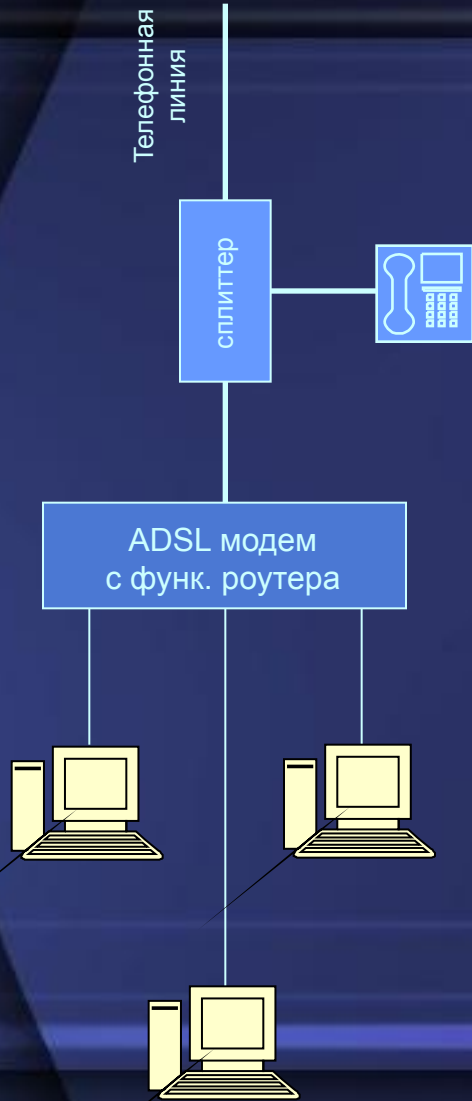 Телефонная
линия
сплиттер
ADSL модем
с функ. роутера